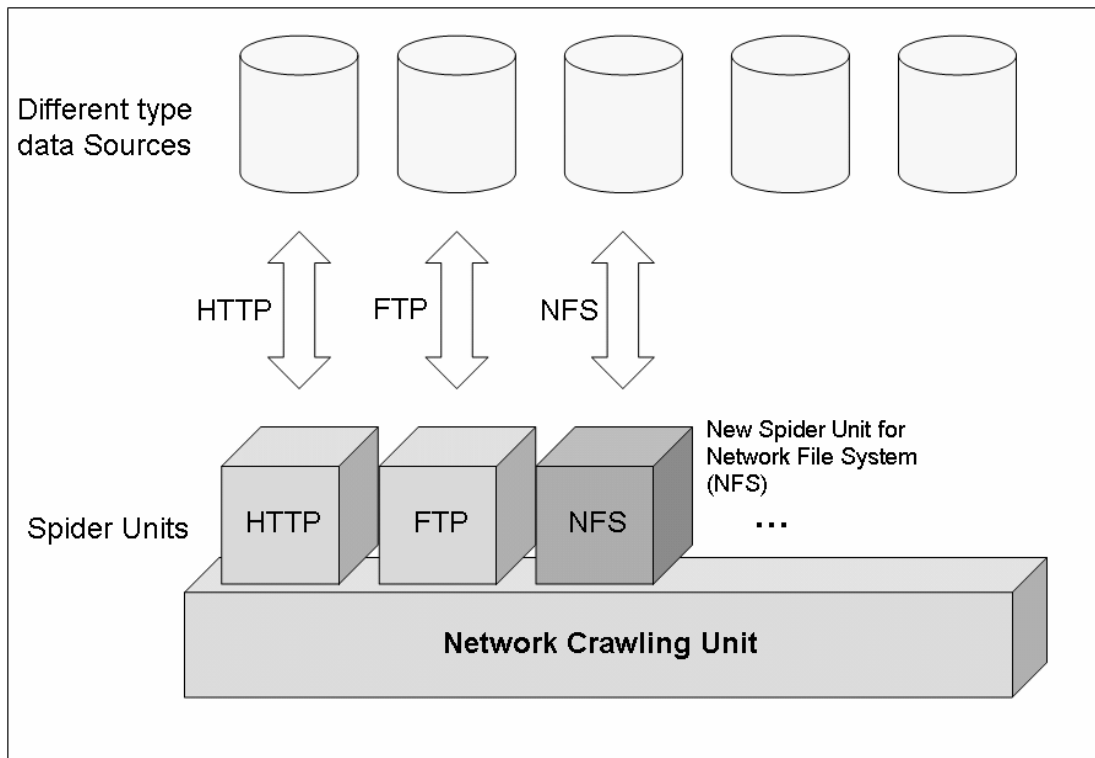 Different type
data Sources
HTTP
FTP
NFS
New Spider Unit for
Network File System
(NFS)
...
Spider Units
HTTP
FTP
NFS
Network Crawling Unit